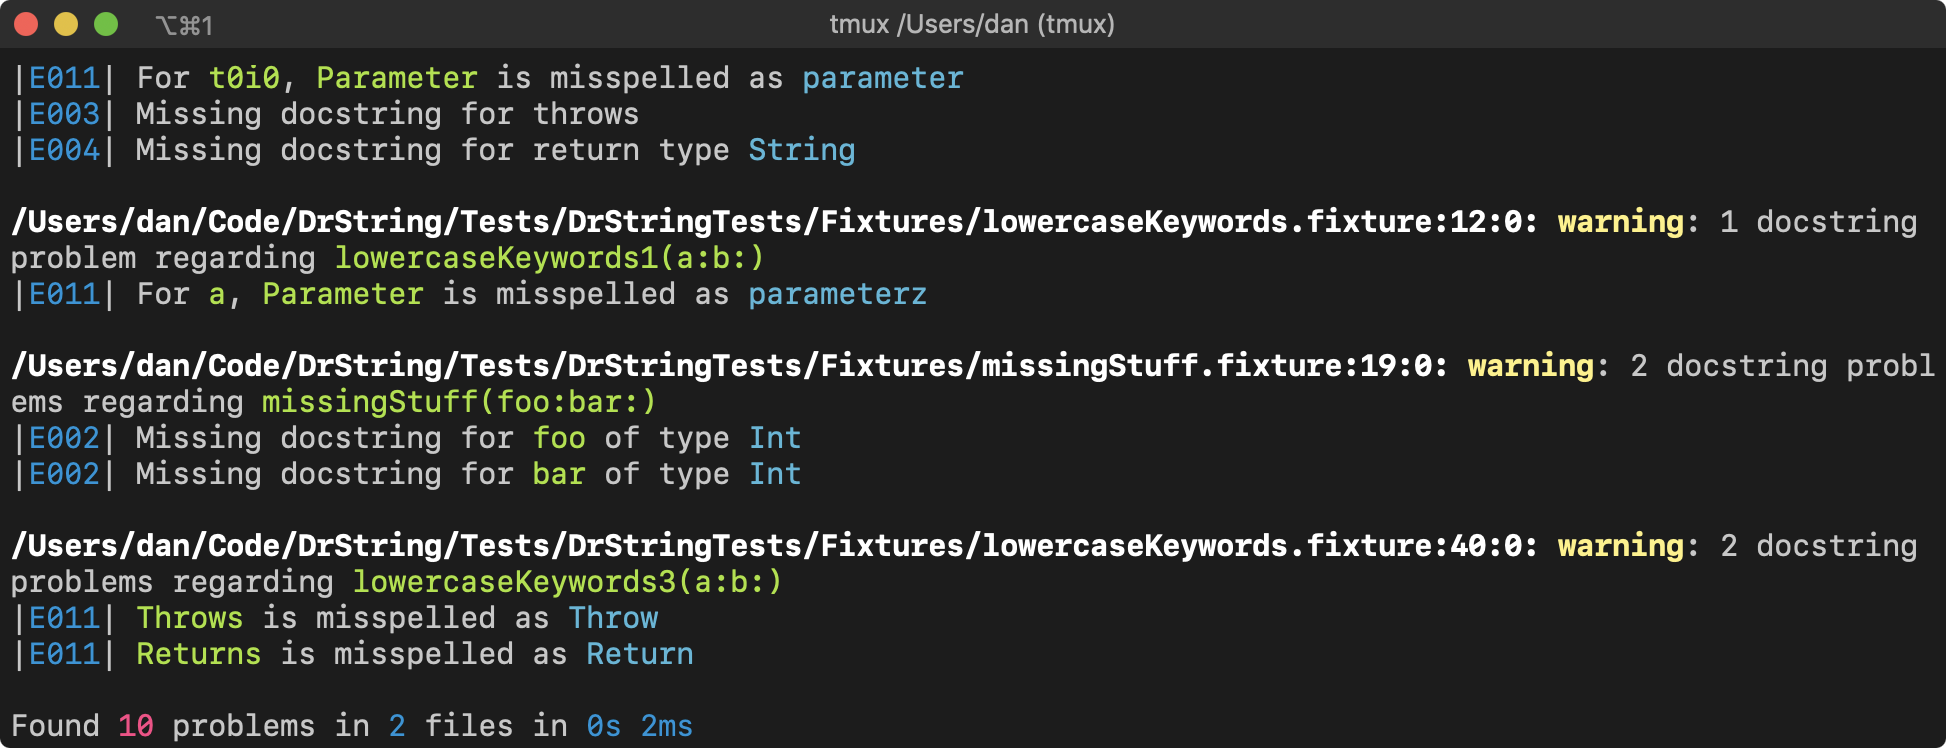 ⌥⌘1 tmux /Users/dan (tmux)
|E011| For t0i0, Parameter is misspelled as parameter
|E003| Missing docstring for throws
|E004| Missing docstring for return type String
/Users/dan/Code/DrString/Tests/DrStringTests/Fixtures/lowercaseKeywords.fixture:12:0: warning: 1 docstring
problem regarding lowercaseKeywords1(a:b:)
|E011| For a, Parameter is misspelled as parameterz
/Users/dan/Code/DrString/Tests/DrStringTests/Fixtures/missingStuff.fixture:19:0: warning: 2 docstring probl
ems regarding missingStuff(foo:bar:)
|E002| Missing docstring for foo of type Int
|E002| Missing docstring for bar of type Int
/Users/dan/Code/DrString/Tests/DrStringTests/Fixtures/lowercaseKeywords.fixture:40:0: warning: 2 docstring
problems regarding lowercaseKeywords3(a:b:)
|E011| Throws is misspelled as Throw
|E011| Returns is misspelled as Return
Found 10 problems in 2 files in 0s 2ms